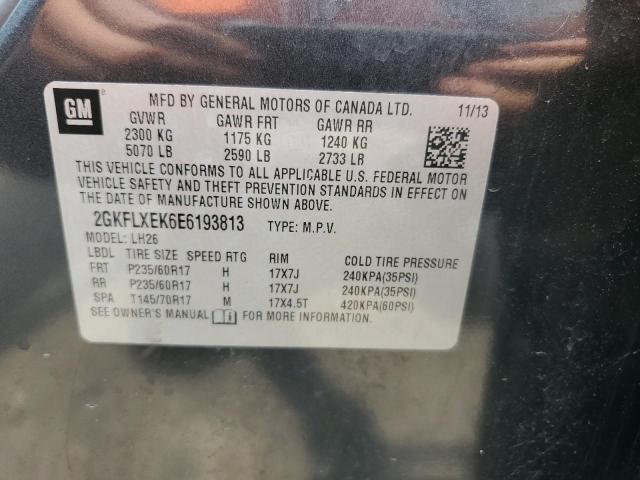 GM
MFD BY GENERAL MOTORS OF CANADA LTD. 11/13
GVWR GAWR FRT GAWR RR
2300 KG 1175 KG 1240 KG
5070 LB 2590 LB 2733 LB
THIS VEHICLE CONFORMS TO ALL APPLICABLE U.S. FEDERAL MOTOR
VEHICLE SAFETY AND THEFT PREVENTION STANDARDS IN EFFECT ON
THE DATE OF MANUFACTURE SHOWN ABOVE.
2GKFLXEK6E6193813 TYPE: M.P.V.
MODEL: LH26
LBDL TIRE SIZE SPEED RTG RIM COLD TIRE PRESSURE
FRT P235/60R17 H 17X7J 240KPA(35PSI)
RR P235/60R17 H 17X7J 240KPA(35PSI)
SPA T145/70R17 M 17X4.5T 420KPA(60PSI)
SEE OWNER'S MANUAL FOR MORE INFORMATION.